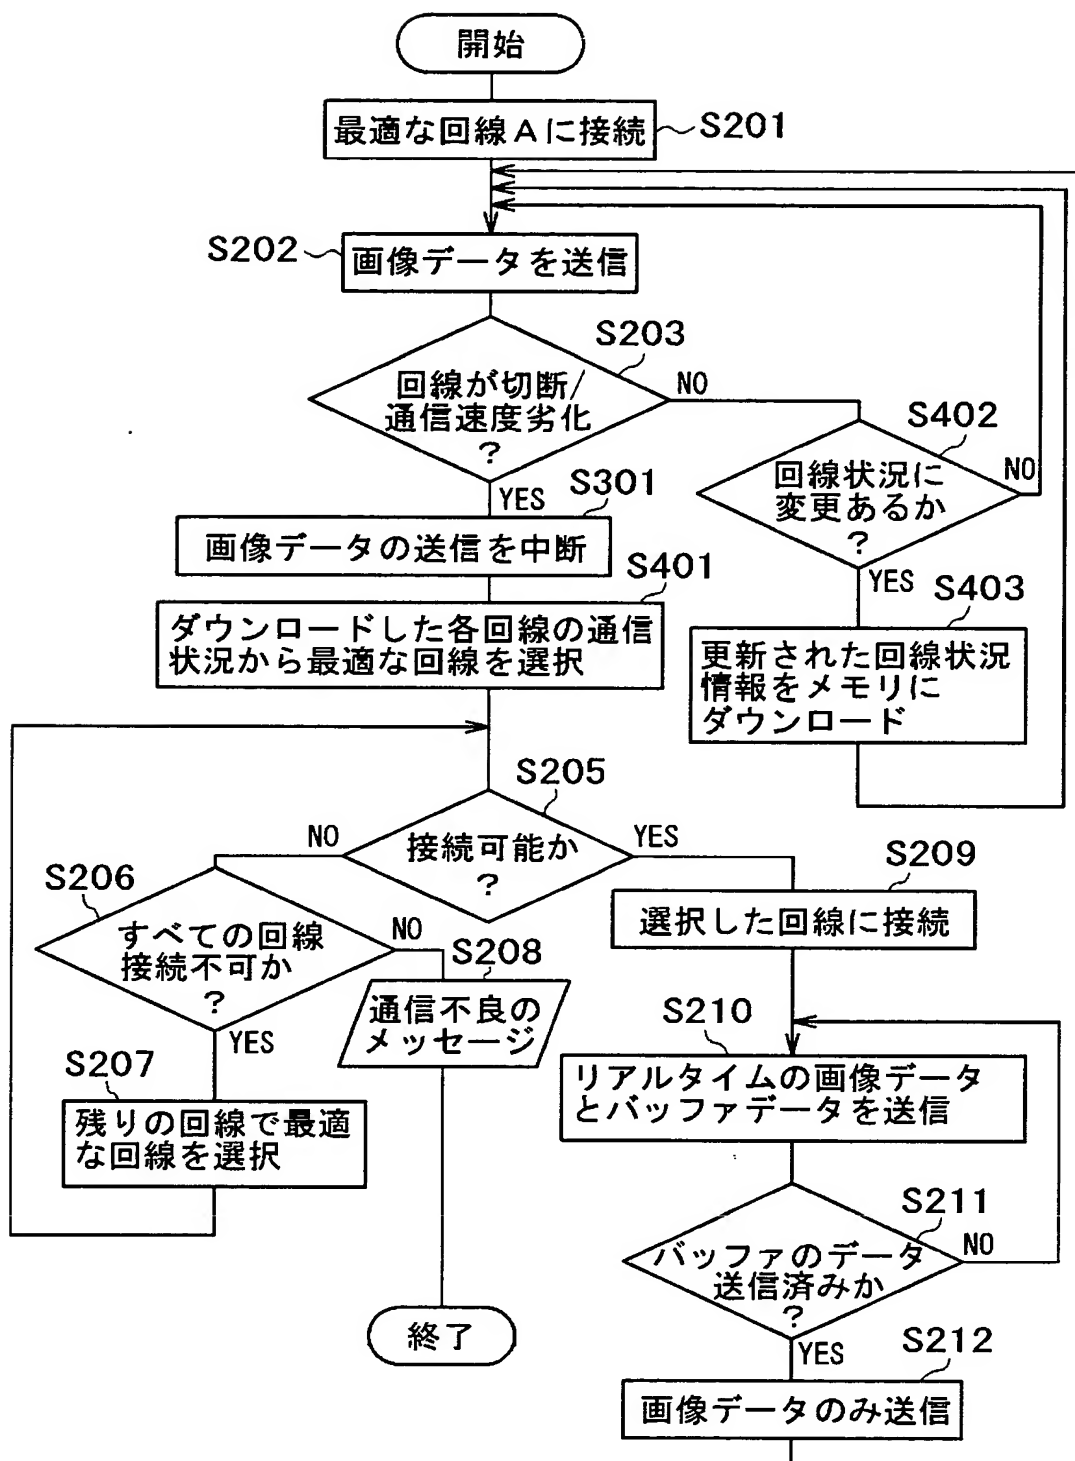 開始
最適な回線Aに接続
S201
S202
画像データを送信
S203
回線が切断/
通信速度劣化
?
NO
YES
S402
回線状況に
変更あるか
?
NO
YES
S301
画像データの送信を中断
S401
ダウンロードした各回線の通信
状況から最適な回線を選択
S403
更新された回線状況
情報をメモリに
ダウンロード
S205
接続可能か
?
NO
YES
S206
すべての回線
接続不可か
?
NO
YES
S208
通信不良の
メッセージ
S209
選択した回線に接続
S207
残りの回線で最適
な回線を選択
S210
リアルタイムの画像データ
とバッファデータを送信
S211
バッファのデータ
送信済みか
?
NO
YES
終了
S212
画像データのみ送信